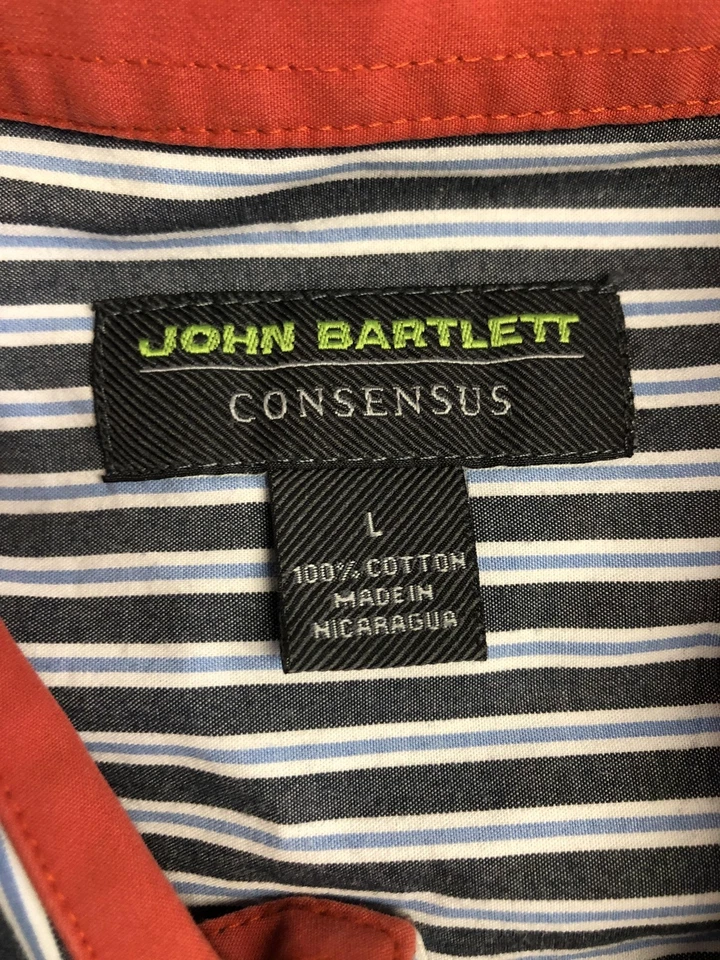 JOHN BARTLETT
CONSENSUS
L
100% COTTON
MADE IN
NICARAGUA